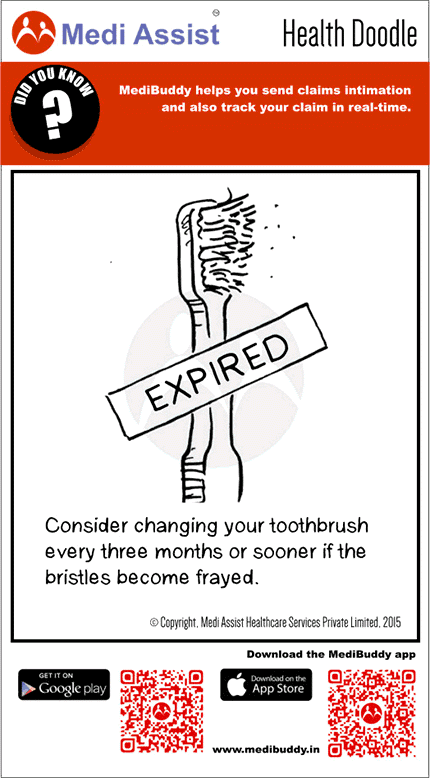 Medi Assist
TM
Health Doodle
DID YOU KNOW
?
MediBuddy helps you send claims intimation
and also track your claim in real-time.
EXPIRED
Consider changing your toothbrush
every three months or sooner if the
bristles become frayed.
© Copyright, Medi Assist Healthcare Services Private Limited, 2015
Download the MediBuddy app
GET IT ON
Google play
Download on the
App Store
www.medibuddy.in